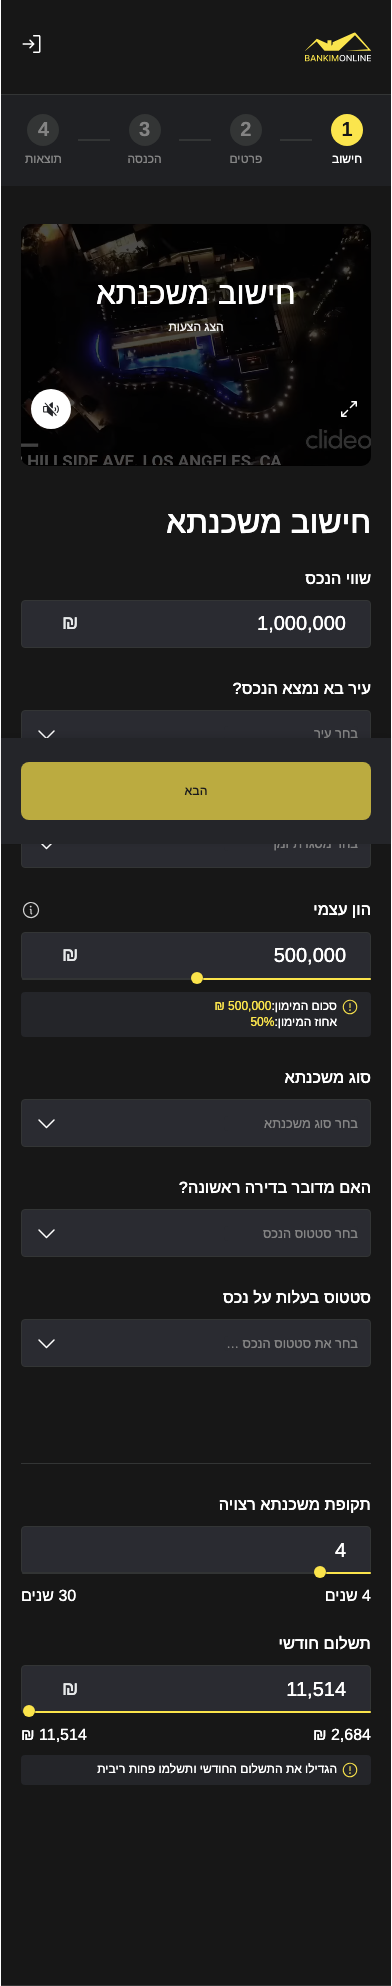 BANKIMONLINE
1
2
3
4
חישוב
פרטים
הכנסה
תוצאות
חישוב משכנתא
הצג הצעות
clideo
HILLSIDE AVE, LOS ANGELES, CA
חישוב משכנתא
שווי הנכס
1,000,000 ₪
עיר בא נמצא הנכס?
בחר עיר
הבא
בחר מסגרת זמן
הון עצמי
500,000 ₪
סכום המימון:500,000 ₪
אחוז המימון:50%
סוג משכנתא
בחר סוג משכנתא
האם מדובר בדירה ראשונה?
בחר סטטוס הנכס
סטטוס בעלות על נכס
בחר את סטטוס הנכס ...
תקופת משכנתא רצויה
4
4 שנים
30 שנים
תשלום חודשי
11,514 ₪
2,684 ₪
11,514 ₪
הגדילו את התשלום החודשי ותשלמו פחות ריבית